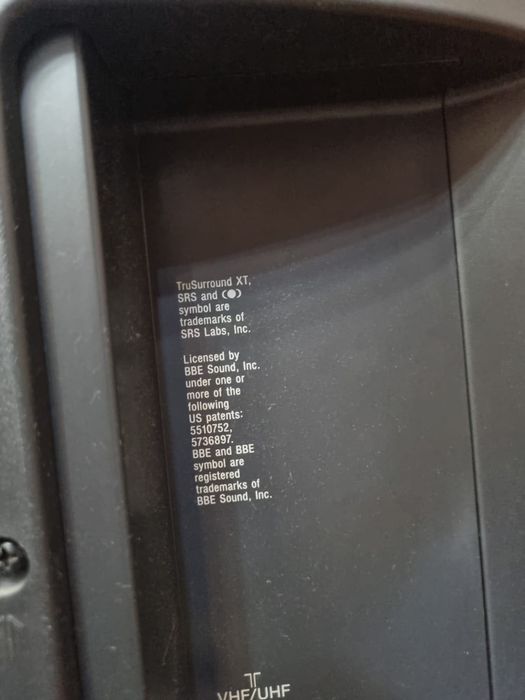 TruSurround XT,
SRS and (●)
symbol are
trademarks of
SRS Labs, Inc.
Licensed by
BBE Sound, Inc.
under one or
more of the
following
US patents:
5510752,
5736897.
BBE and BBE
symbol are
registered
trademarks of
BBE Sound, Inc.
VHF/UHF